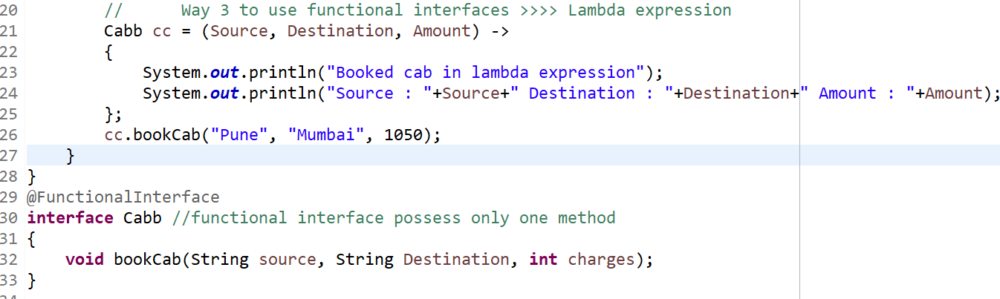 20         //      Way 3 to use functional interfaces >>>> Lambda expression
21         Cabb cc = (Source, Destination, Amount) ->
22         {
23             System.out.println("Booked cab in lambda expression");
24             System.out.println("Source : "+Source+" Destination : "+Destination+" Amount : "+Amount);
25         };
26         cc.bookCab("Pune", "Mumbai", 1050);
27     }
28 }
29 @FunctionalInterface
30 interface Cabb //functional interface possess only one method
31 {
32     void bookCab(String source, String Destination, int charges);
33 }